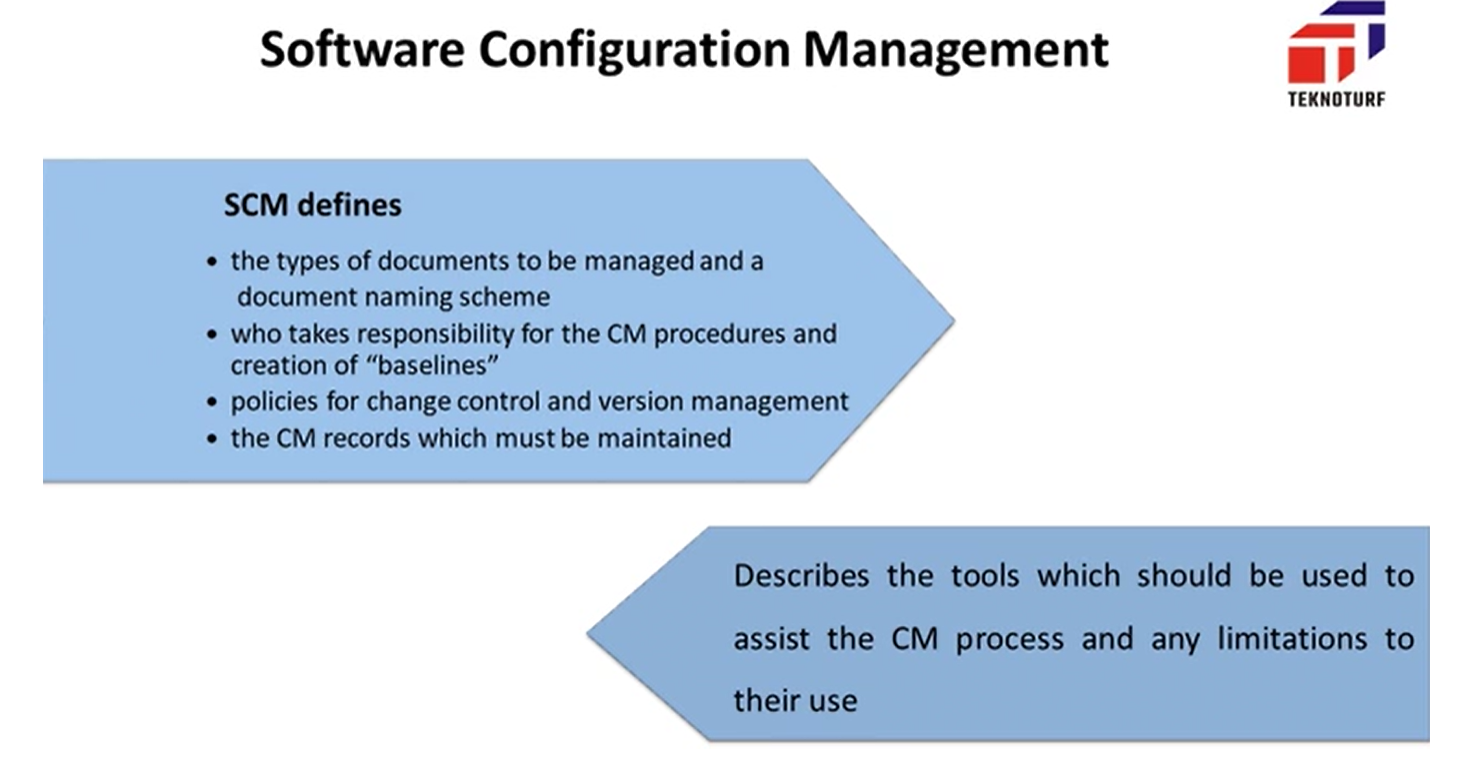 Software Configuration Management
TEKNOTURF
SCM defines
• the types of documents to be managed and a
document naming scheme
• who takes responsibility for the CM procedures and
creation of “baselines”
• policies for change control and version management
• the CM records which must be maintained
Describes the tools which should be used to
assist the CM process and any limitations to
their use